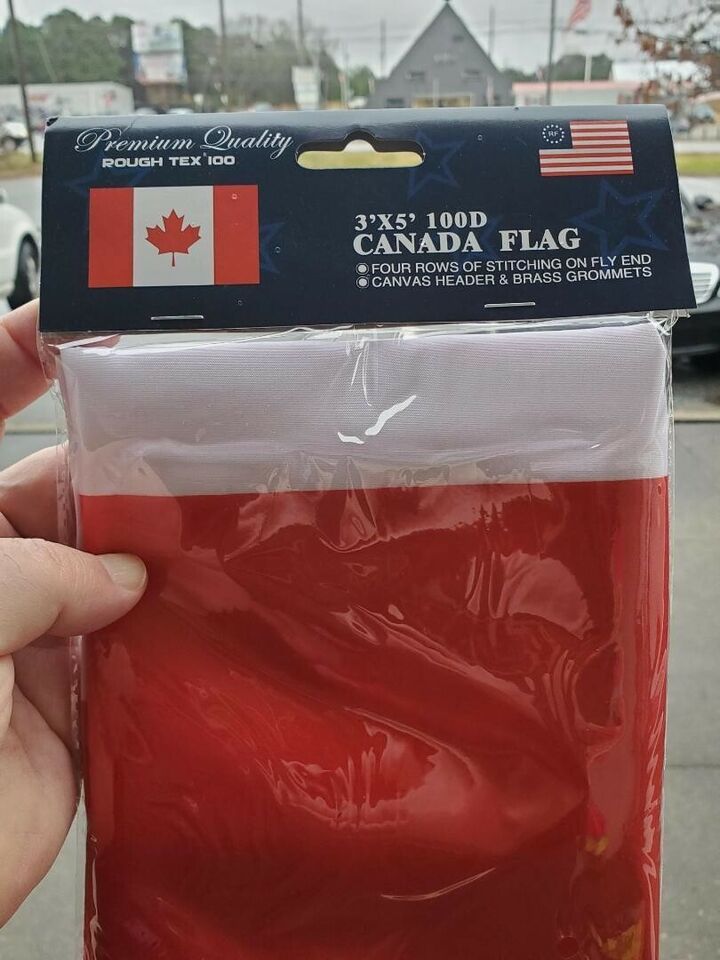 Premium Quality
ROUGH TEX® 100
RF
3'X5' 100D
CANADA FLAG
FOUR ROWS OF STITCHING ON FLY END
CANVAS HEADER & BRASS GROMMETS